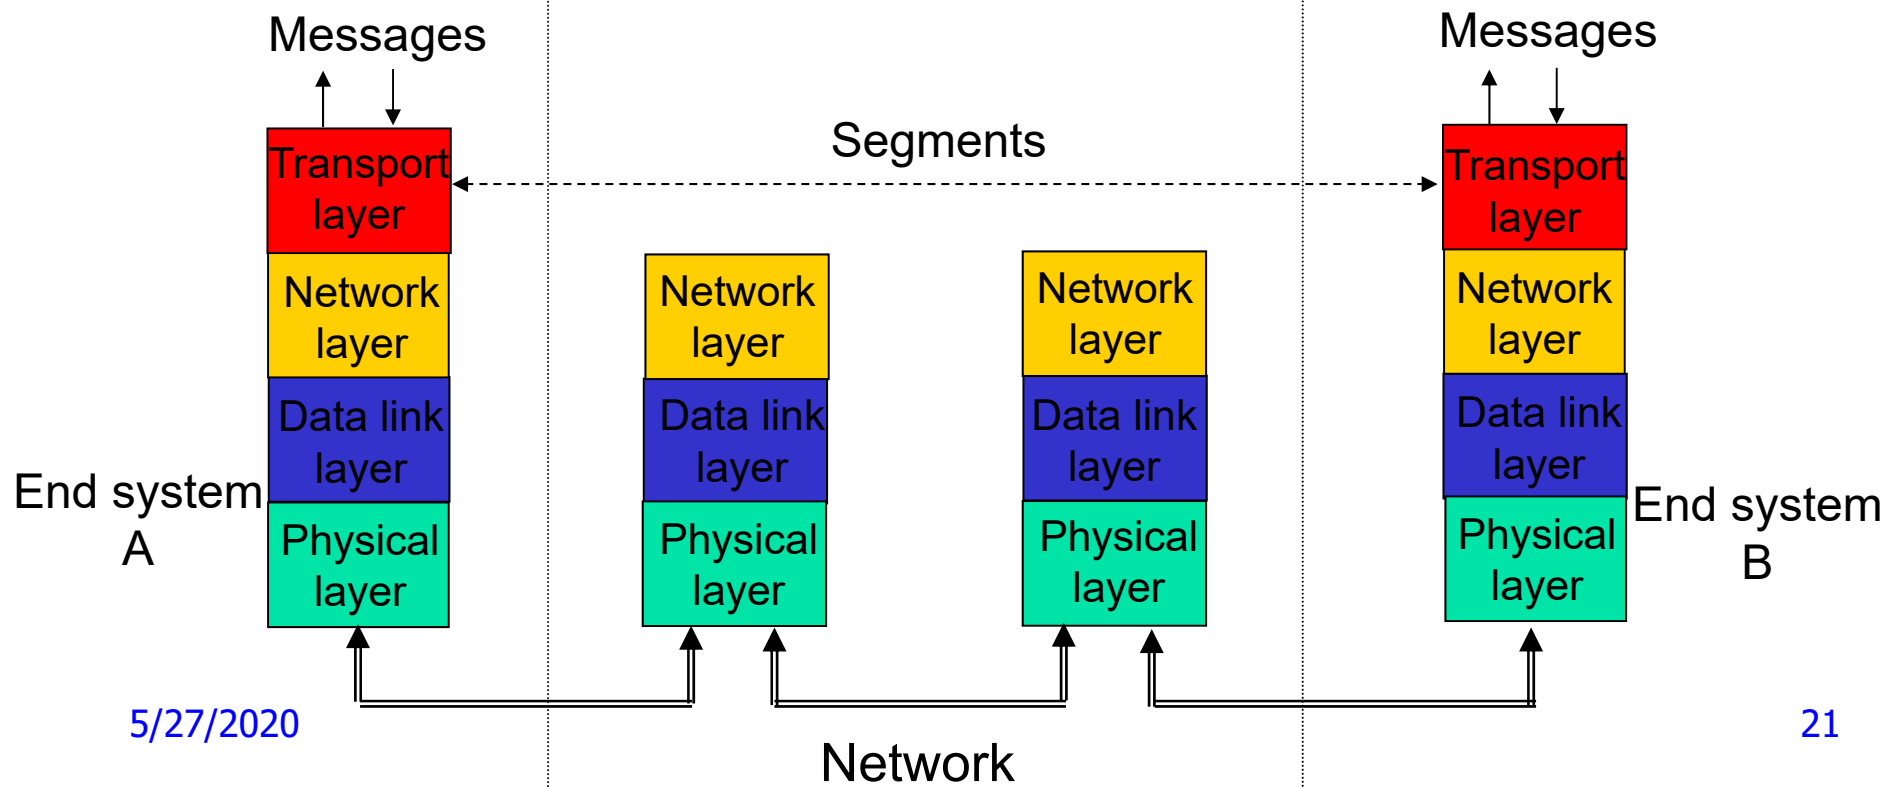 Messages
Messages
Segments
Transport
layer
Transport
layer
Network
layer
Network
layer
Network
layer
Network
layer
Data link
layer
Data link
layer
Data link
layer
Data link
layer
End system
A
End system
B
Physical
layer
Physical
layer
Physical
layer
Physical
layer
5/27/2020
Network
21